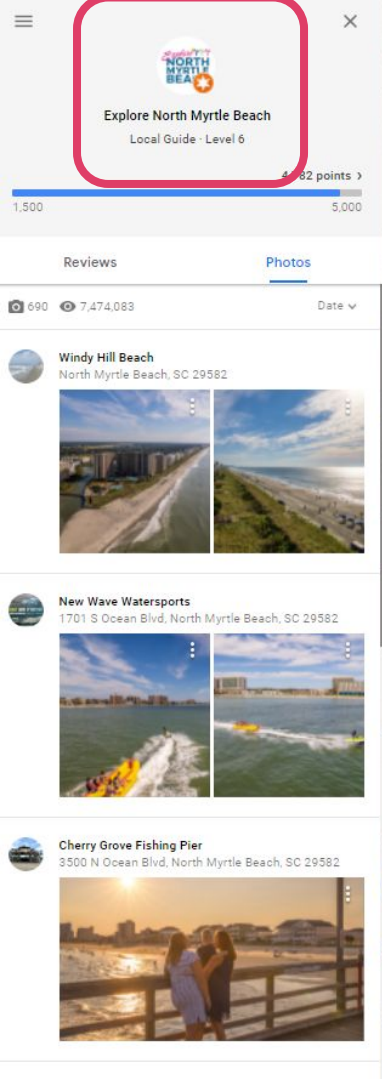 Explore
NORTH
MYRTLE
Explore North Myrtle Beach
Local Guide · Level 6
82 points
1,500
5,000
Reviews
Photos
690
7,474,083
Date
Windy Hill Beach
North Myrtle Beach, SC 29582
New Wave Watersports
1701 S Ocean Blvd, North Myrtle Beach, SC 29582
Cherry Grove Fishing Pier
3500 N Ocean Blvd, North Myrtle Beach, SC 29582